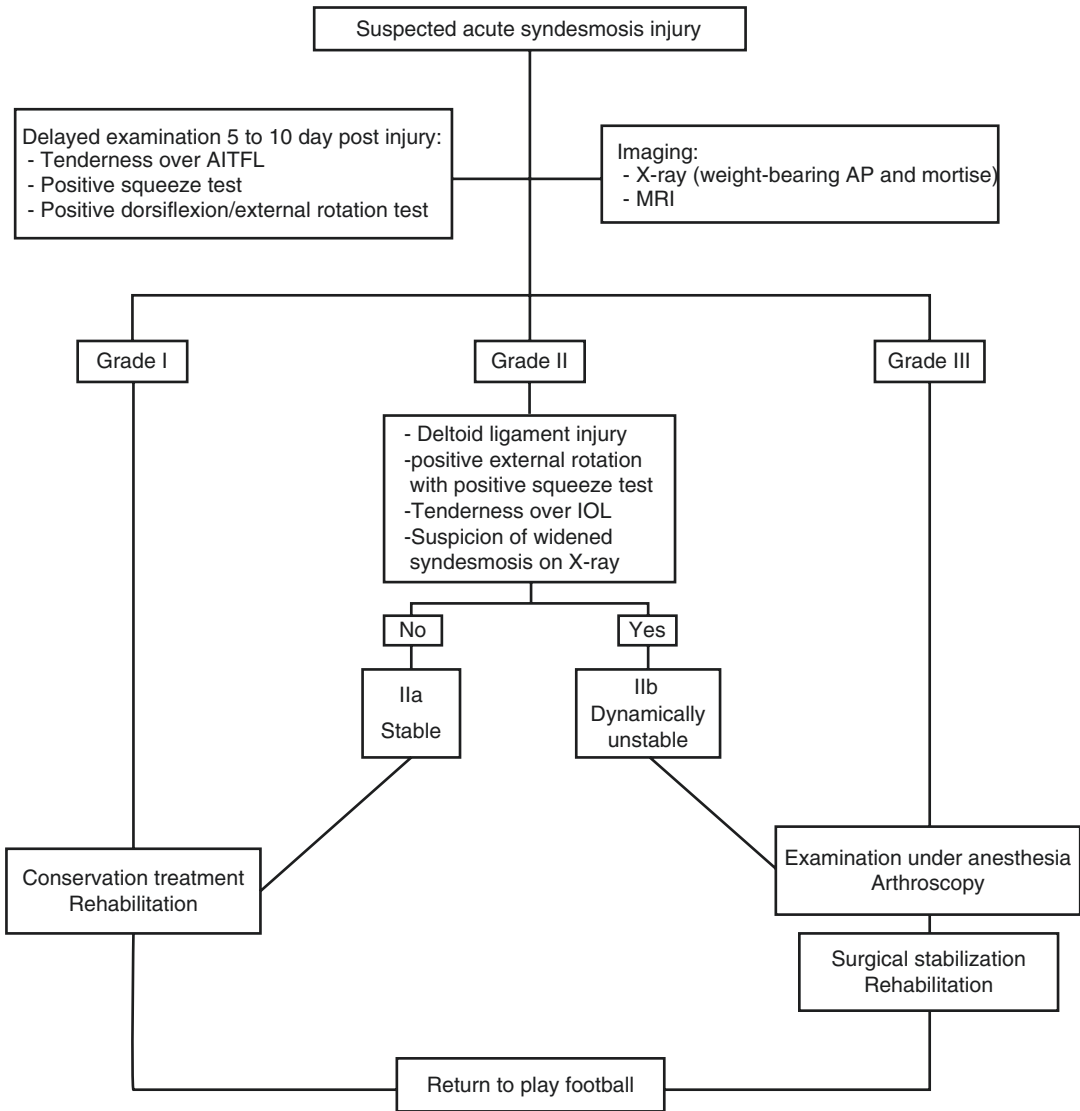 Suspected acute syndesmosis injury
Delayed examination 5 to 10 day post injury:
- Tenderness over AITFL
- Positive squeeze test
- Positive dorsiflexion/external rotation test
Imaging:
- X-ray (weight-bearing AP and mortise)
- MRI
Grade I
Grade II
Grade III
- Deltoid ligament injury
-positive external rotation
with positive squeeze test
-Tenderness over IOL
-Suspicion of widened
syndesmosis on X-ray
No
Yes
IIa
Stable
IIb
Dynamically
unstable
Conservation treatment
Rehabilitation
Examination under anesthesia
Arthroscopy
Surgical stabilization
Rehabilitation
Return to play football